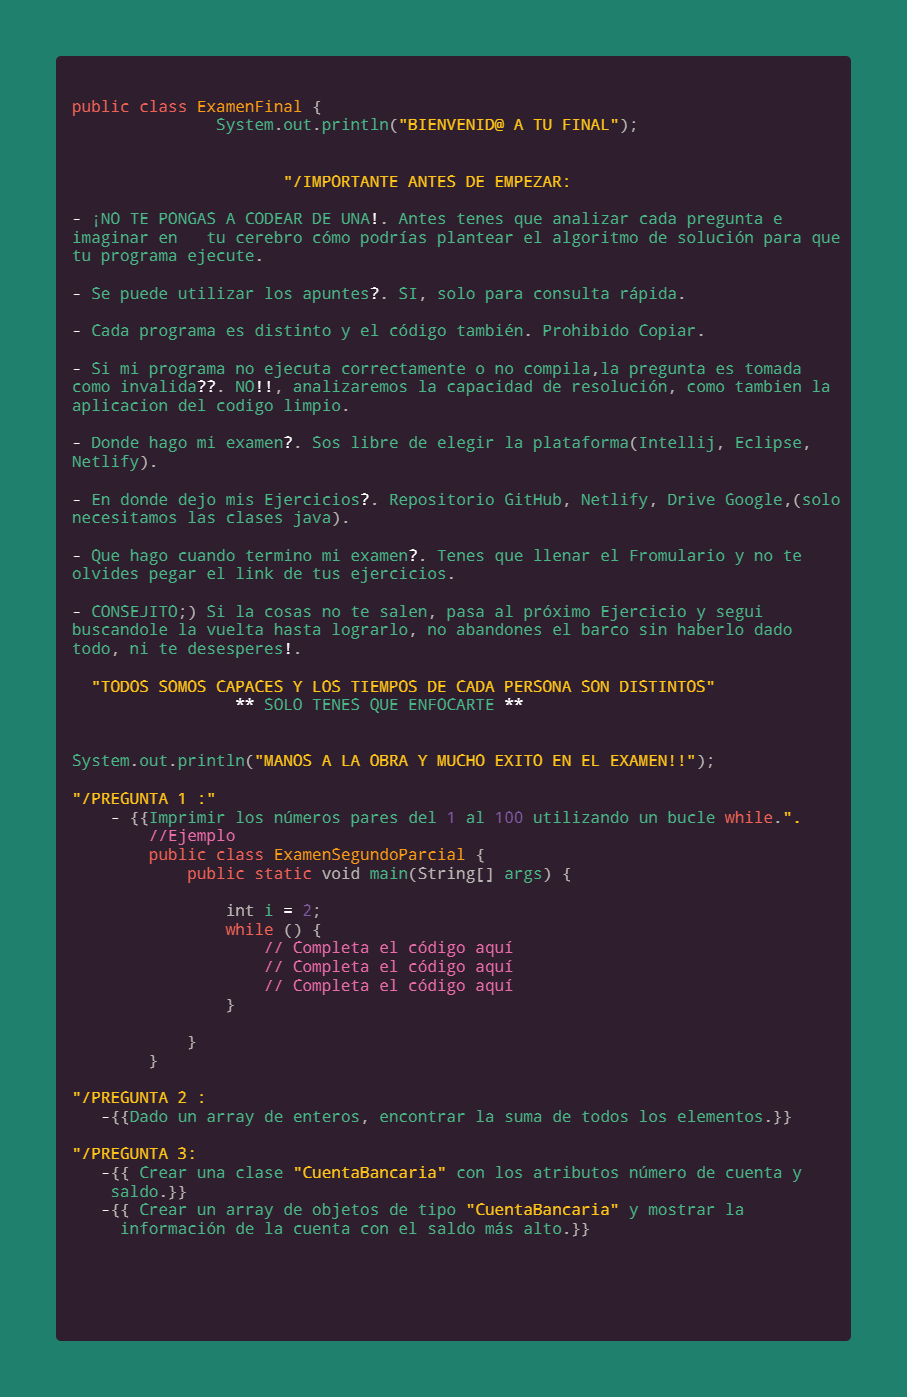 public class ExamenFinal {
System.out.println("BIENVENID@ A TU FINAL");
"/IMPORTANTE ANTES DE EMPEZAR:
- ¡NO TE PONGAS A CODEAR DE UNA!. Antes tenes que analizar cada pregunta e
imaginar en   tu cerebro cómo podrías plantear el algoritmo de solución para que
tu programa ejecute.
- Se puede utilizar los apuntes?. SI, solo para consulta rápida.
- Cada programa es distinto y el código también. Prohibido Copiar.
- Si mi programa no ejecuta correctamente o no compila,la pregunta es tomada
como invalida??. NO!!, analizaremos la capacidad de resolución, como tambien la
aplicacion del codigo limpio.
- Donde hago mi examen?. Sos libre de elegir la plataforma(Intellij, Eclipse,
Netlify).
- En donde dejo mis Ejercicios?. Repositorio GitHub, Netlify, Drive Google,(solo
necesitamos las clases java).
- Que hago cuando termino mi examen?. Tenes que llenar el Fromulario y no te
olvides pegar el link de tus ejercicios.
- CONSEJITO;) Si la cosas no te salen, pasa al próximo Ejercicio y segui
buscandole la vuelta hasta lograrlo, no abandones el barco sin haberlo dado
todo, ni te desesperes!.
"TODOS SOMOS CAPACES Y LOS TIEMPOS DE CADA PERSONA SON DISTINTOS"
** SOLO TENES QUE ENFOCARTE **
System.out.println("MANOS A LA OBRA Y MUCHO EXITO EN EL EXAMEN!!");
"/PREGUNTA 1 :"
- {{Imprimir los números pares del 1 al 100 utilizando un bucle while.".
//Ejemplo
public class ExamenSegundoParcial {
public static void main(String[] args) {
int i = 2;
while () {
// Completa el código aquí
// Completa el código aquí
// Completa el código aquí
}
}
}
"/PREGUNTA 2 :
-{{Dado un array de enteros, encontrar la suma de todos los elementos.}}
"/PREGUNTA 3:
-{{ Crear una clase "CuentaBancaria" con los atributos número de cuenta y
saldo.}}
-{{ Crear un array de objetos de tipo "CuentaBancaria" y mostrar la
información de la cuenta con el saldo más alto.}}